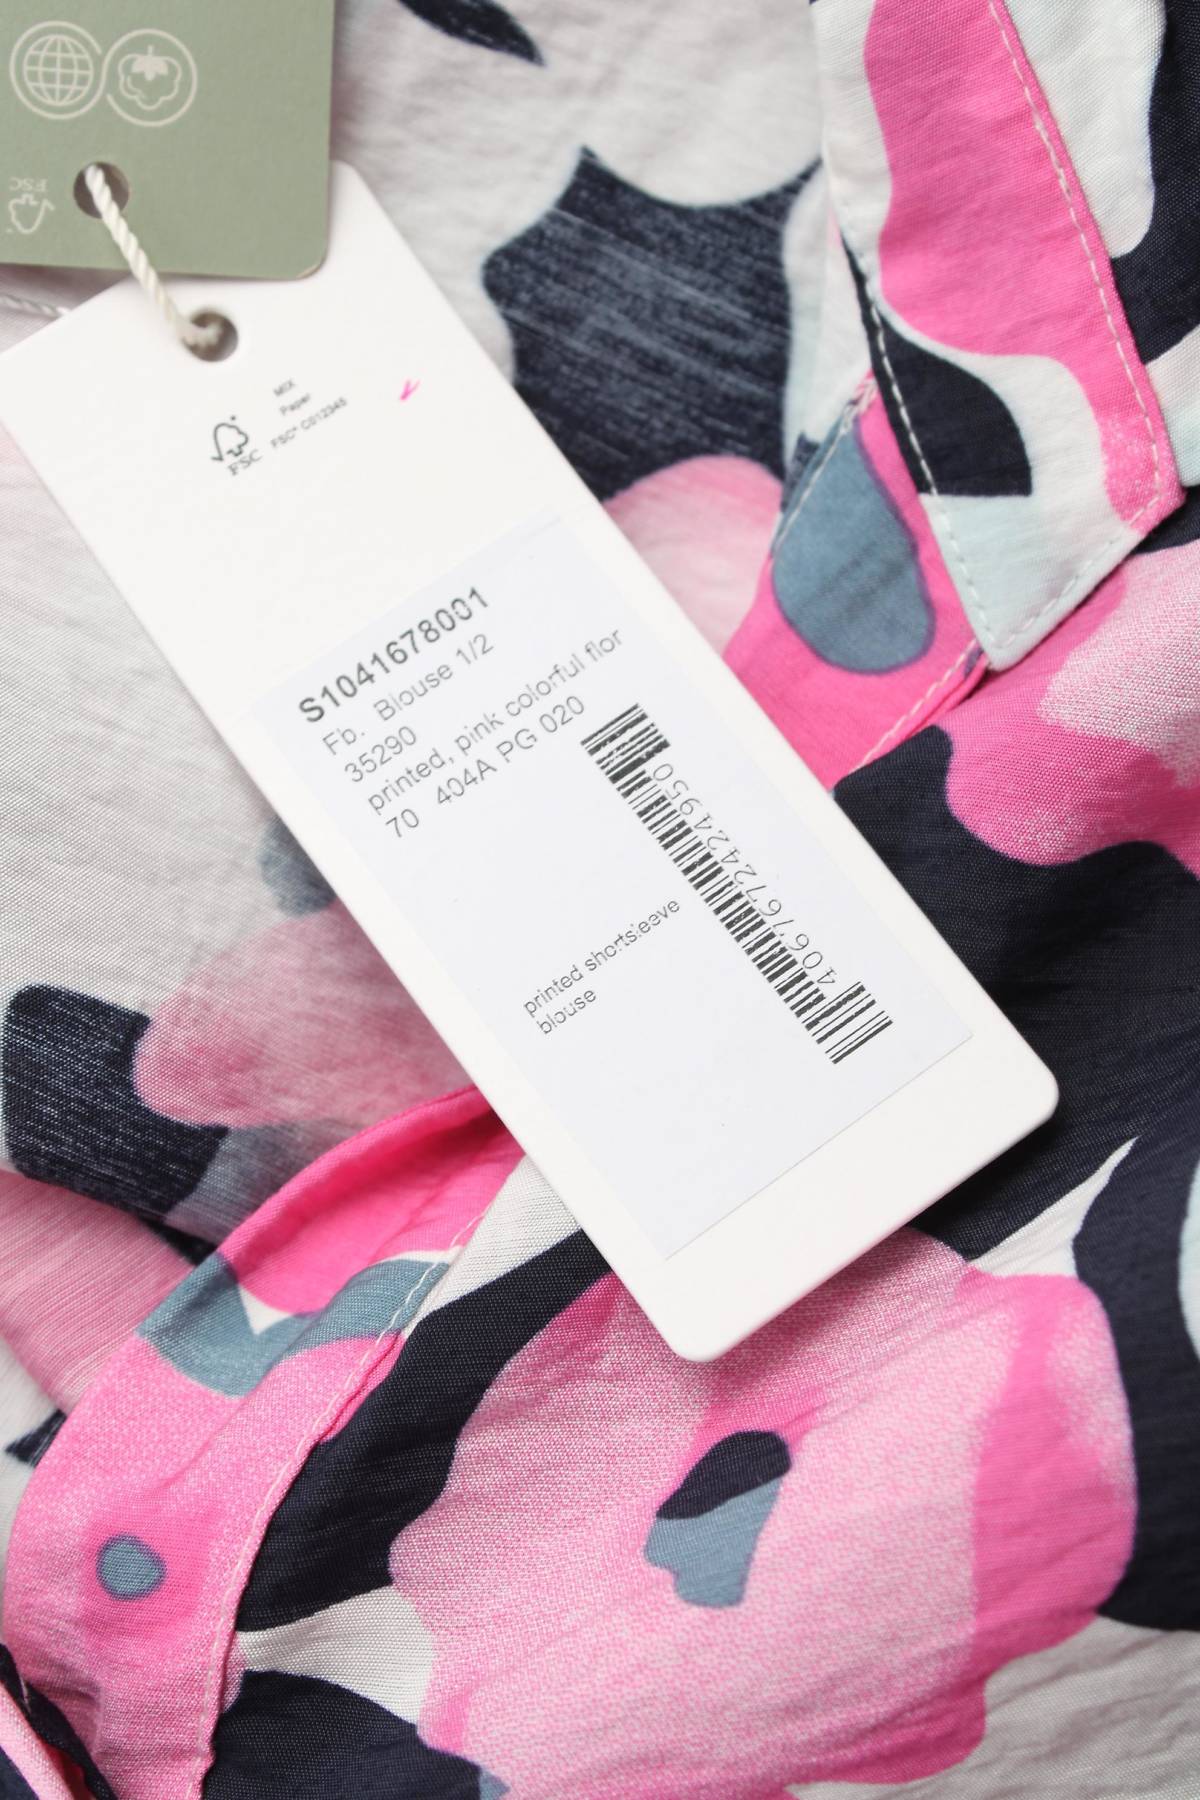 FSC
MIX
Paper
FSC® C012345
FSC
S1041678001
Fb. Blouse 1/2
35290
printed, pink colorful flor
70 404A PG 020
4067672424950
printed shortsleeve
blouse